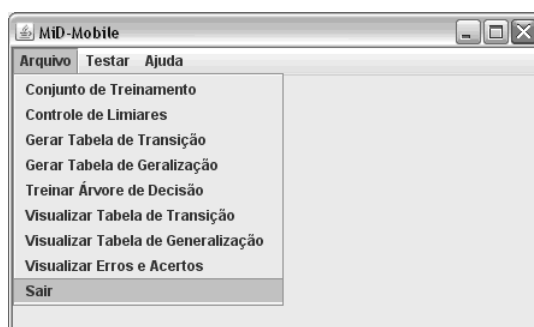 MiD-Mobile
Arquivo Testar Ajuda
Conjunto de Treinamento
Controle de Limiares
Gerar Tabela de Transição
Gerar Tabela de Geralização
Treinar Árvore de Decisão
Visualizar Tabela de Transição
Visualizar Tabela de Generalização
Visualizar Erros e Acertos
Sair